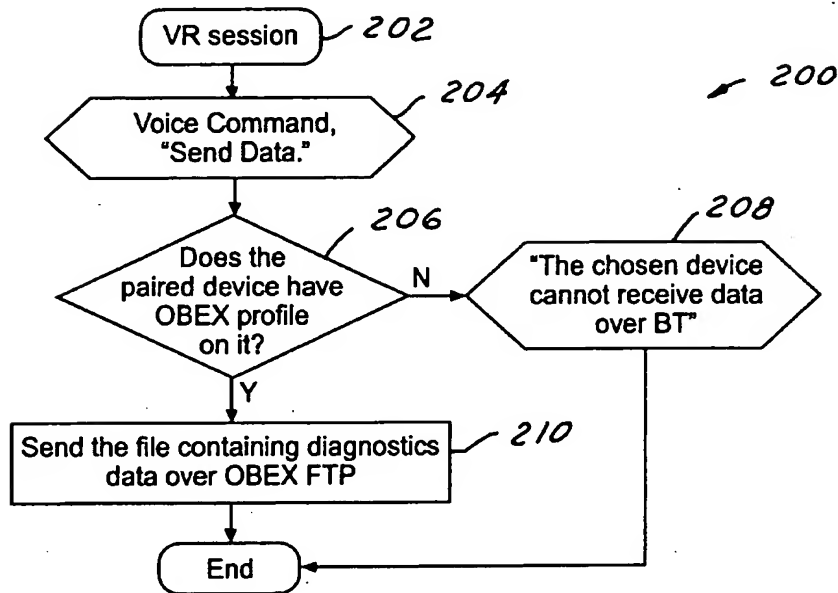 VR session
202
200
204
Voice Command,
"Send Data."
206
208
Does the
paired device have
OBEX profile
on it?
N
"The chosen device
cannot receive data
over BT"
Y
Send the file containing diagnostics
data over OBEX FTP
210
End